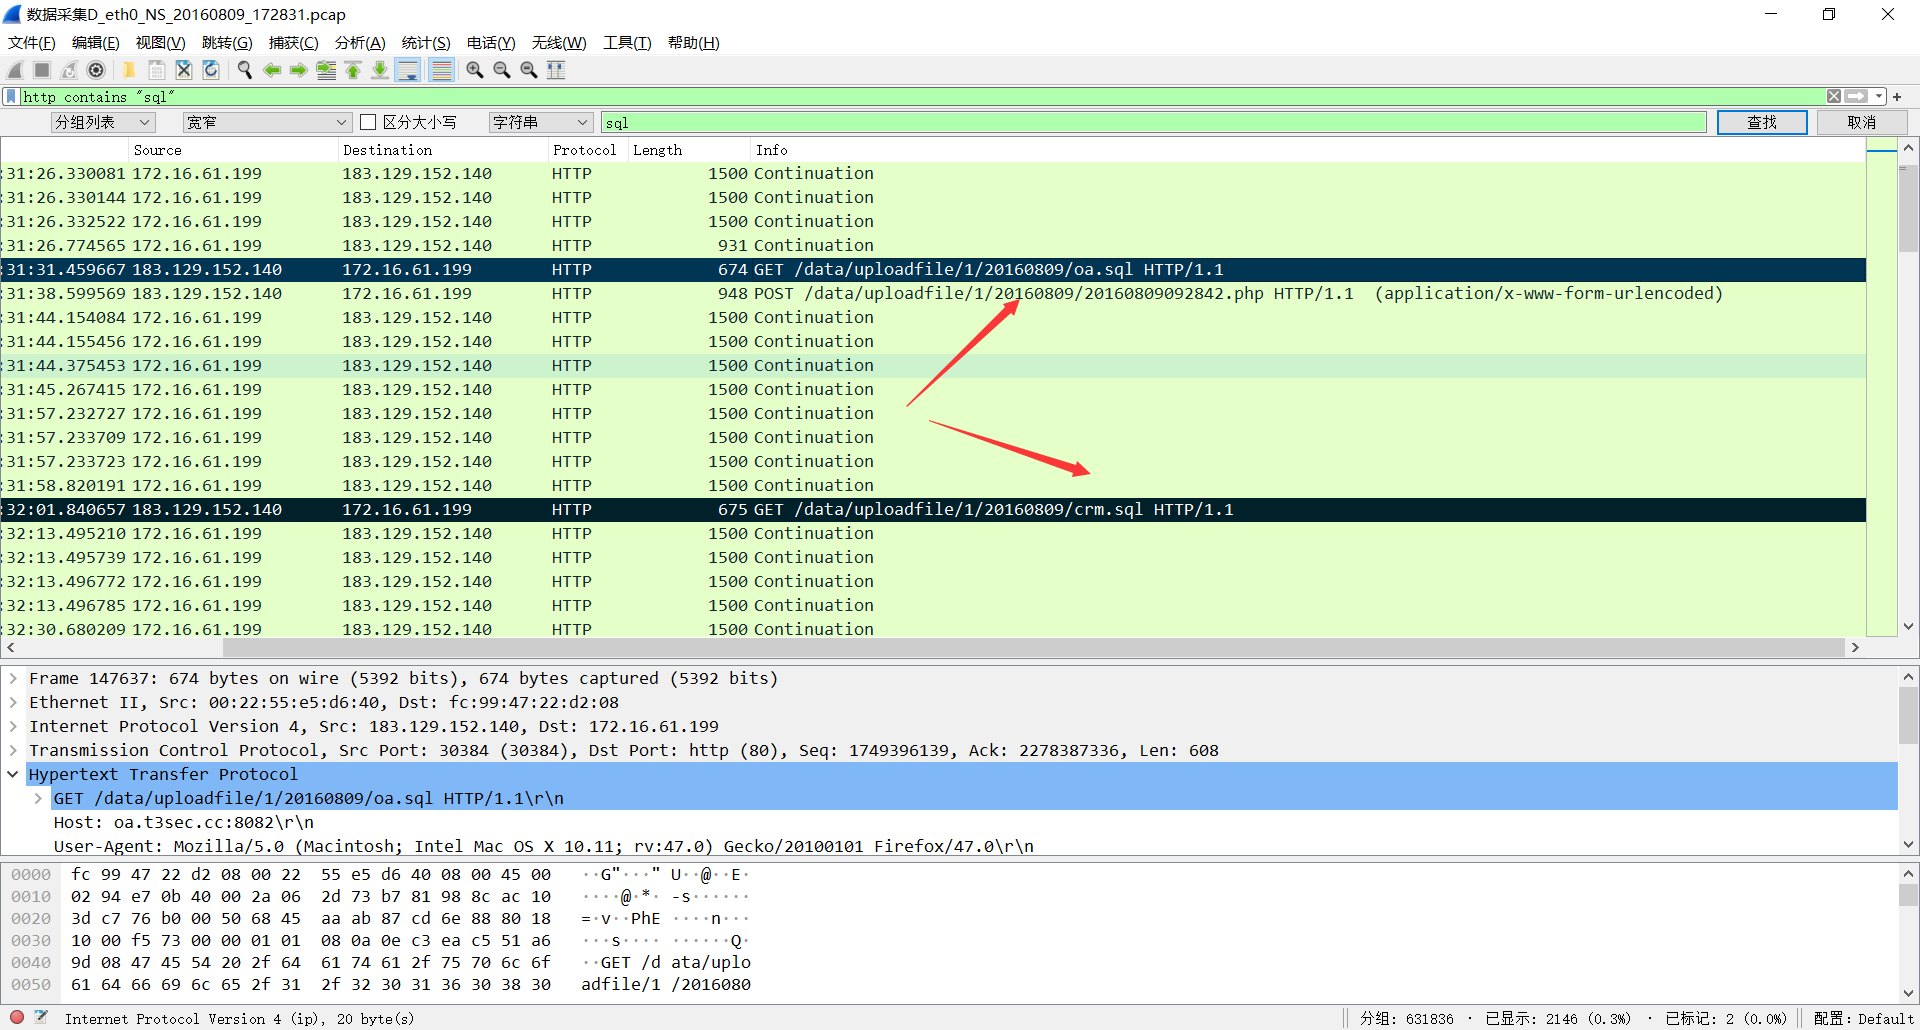 数据采集D_eth0_NS_20160809_172831.pcap
文件(F) 编辑(E) 视图(V) 跳转(G) 捕获(C) 分析(A) 统计(S) 电话(Y) 无线(W) 工具(T) 帮助(H)
http contains "sql"
分组列表 宽窄 区分大小写 字符串 sql 查找 取消
Source Destination Protocol Length Info
:31:26.330081 172.16.61.199 183.129.152.140 HTTP 1500 Continuation
:31:26.330144 172.16.61.199 183.129.152.140 HTTP 1500 Continuation
:31:26.332522 172.16.61.199 183.129.152.140 HTTP 1500 Continuation
:31:26.774565 172.16.61.199 183.129.152.140 HTTP 931 Continuation
:31:31.459667 183.129.152.140 172.16.61.199 HTTP 674 GET /data/uploadfile/1/20160809/oa.sql HTTP/1.1
:31:38.599569 183.129.152.140 172.16.61.199 HTTP 948 POST /data/uploadfile/1/20160809/20160809092842.php HTTP/1.1 (application/x-www-form-urlencoded)
:31:44.154084 172.16.61.199 183.129.152.140 HTTP 1500 Continuation
:31:44.155456 172.16.61.199 183.129.152.140 HTTP 1500 Continuation
:31:44.375453 172.16.61.199 183.129.152.140 HTTP 1500 Continuation
:31:45.267415 172.16.61.199 183.129.152.140 HTTP 1500 Continuation
:31:57.232727 172.16.61.199 183.129.152.140 HTTP 1500 Continuation
:31:57.233709 172.16.61.199 183.129.152.140 HTTP 1500 Continuation
:31:57.233723 172.16.61.199 183.129.152.140 HTTP 1500 Continuation
:31:58.820191 172.16.61.199 183.129.152.140 HTTP 1500 Continuation
:32:01.840657 183.129.152.140 172.16.61.199 HTTP 675 GET /data/uploadfile/1/20160809/crm.sql HTTP/1.1
:32:13.495210 172.16.61.199 183.129.152.140 HTTP 1500 Continuation
:32:13.495739 172.16.61.199 183.129.152.140 HTTP 1500 Continuation
:32:13.496772 172.16.61.199 183.129.152.140 HTTP 1500 Continuation
:32:13.496785 172.16.61.199 183.129.152.140 HTTP 1500 Continuation
:32:30.680209 172.16.61.199 183.129.152.140 HTTP 1500 Continuation
Frame 147637: 674 bytes on wire (5392 bits), 674 bytes captured (5392 bits)
Ethernet II, Src: 00:22:55:e5:d6:40, Dst: fc:99:47:22:d2:08
Internet Protocol Version 4, Src: 183.129.152.140, Dst: 172.16.61.199
Transmission Control Protocol, Src Port: 30384 (30384), Dst Port: http (80), Seq: 1749396139, Ack: 2278387336, Len: 608
Hypertext Transfer Protocol
GET /data/uploadfile/1/20160809/oa.sql HTTP/1.1\r\n
Host: oa.t3sec.cc:8082\r\n
User-Agent: Mozilla/5.0 (Macintosh; Intel Mac OS X 10.11; rv:47.0) Gecko/20100101 Firefox/47.0\r\n
0000 fc 99 47 22 d2 08 00 22 55 e5 d6 40 08 00 45 00 ··G"···" U··@··E·
0010 02 94 e7 0b 40 00 2a 06 2d 73 b7 81 98 8c ac 10 ····@·*· -s······
0020 3d c7 76 b0 00 50 68 45 aa ab 87 cd 6e 88 80 18 =·v··PhE ····n···
0030 10 00 f5 73 00 00 01 01 08 0a 0e c3 ea c5 51 a6 ···s···· ······Q·
0040 9d 08 47 45 54 20 2f 64 61 74 61 2f 75 70 6c 6f ··GET /d ata/uplo
0050 61 64 66 69 6c 65 2f 31 2f 32 30 31 36 30 38 30 adfile/1 /2016080
Internet Protocol Version 4 (ip), 20 byte(s) 分组: 631836 · 已显示: 2146 (0.3%) · 已标记: 2 (0.0%) 配置: Default